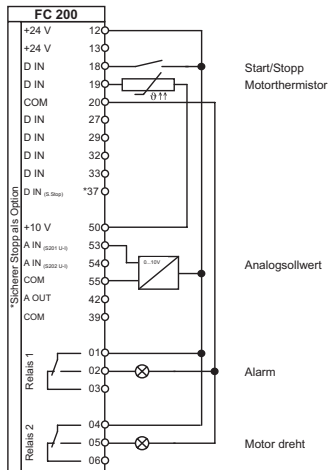 FC 200
+24 V 12
+24 V 13
D IN 18
Start/Stopp
D IN 19
Motorthermistor
ϑ↑↑
COM 20
D IN 27
D IN 29
D IN 32
D IN 33
D IN (S.Stop) *37
*Sicherer Stopp als Option
+10 V 50
A IN (S201 U-I) 53
0...10V
A IN (S202 U-I) 54
Analogsollwert
COM 55
A OUT 42
COM 39
Relais 1
01
02
Alarm
03
Relais 2
04
05
Motor dreht
06